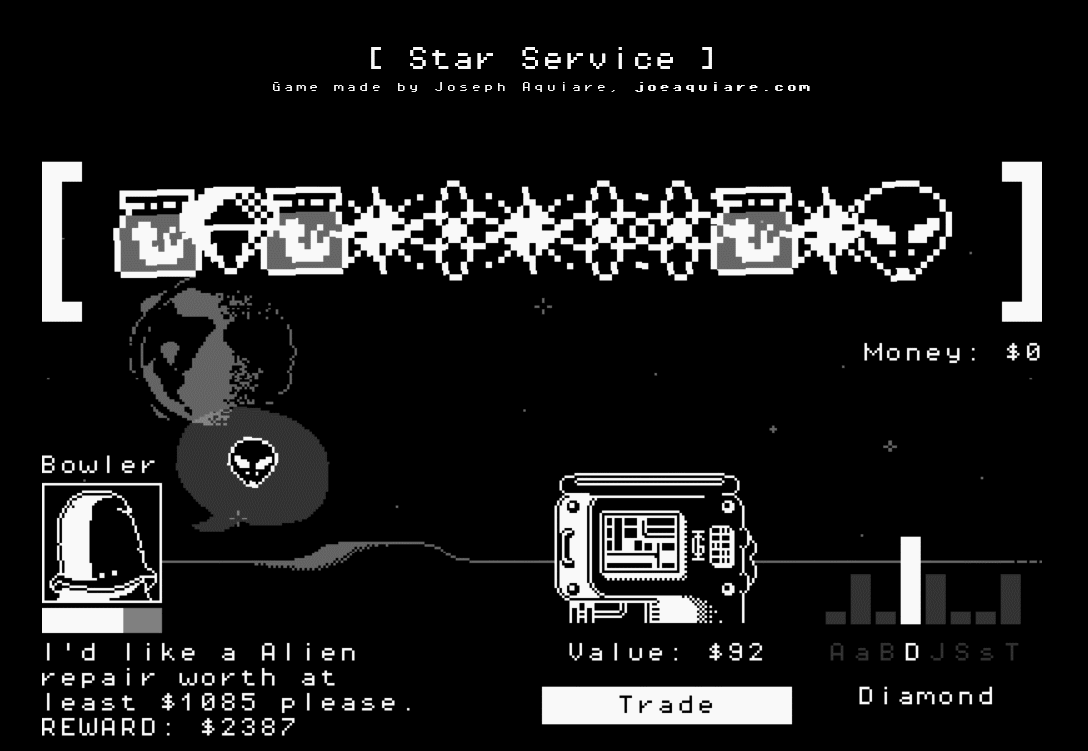 [ Star Service ]
Game made by Joseph Aquiare, joeaquiare.com
Money: $0
Bowler
I'd like a Alien
repair worth at
least $1085 please.
REWARD: $2387
Value: $92
Trade
A a B D J S s T
Diamond